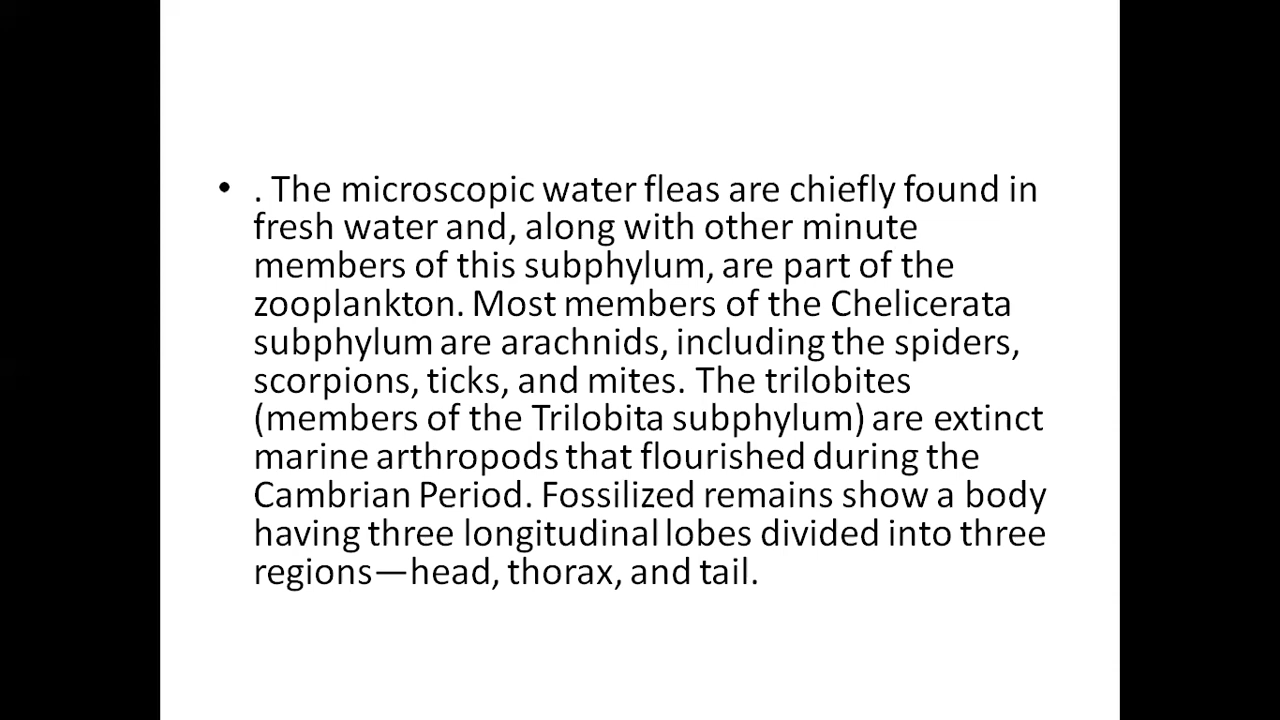 • . The microscopic water fleas are chiefly found in
fresh water and, along with other minute
members of this subphylum, are part of the
zooplankton. Most members of the Chelicerata
subphylum are arachnids, including the spiders,
scorpions, ticks, and mites. The trilobites
(members of the Trilobita subphylum) are extinct
marine arthropods that flourished during the
Cambrian Period. Fossilized remains show a body
having three longitudinal lobes divided into three
regions—head, thorax, and tail.